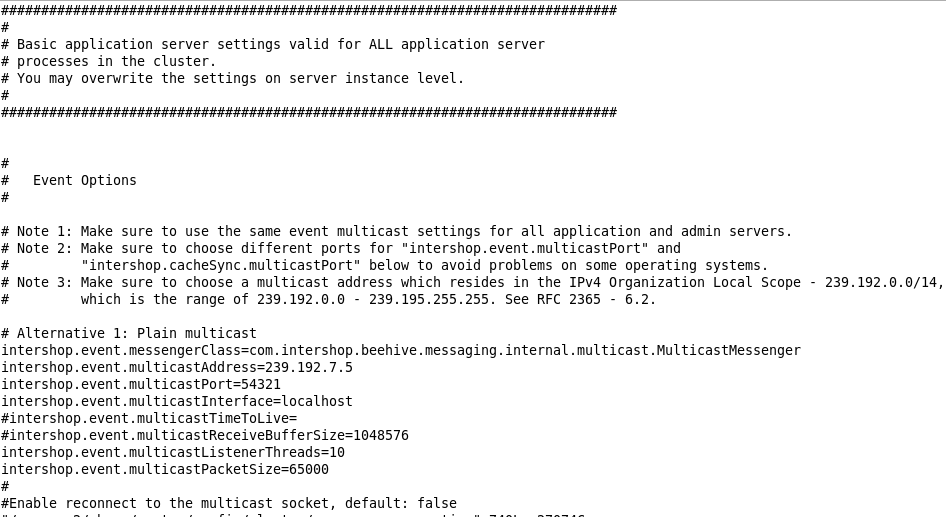 #############################################################################
#
# Basic application server settings valid for ALL application server
# processes in the cluster.
# You may overwrite the settings on server instance level.
#
#############################################################################
#
#   Event Options
#
# Note 1: Make sure to use the same event multicast settings for all application and admin servers.
# Note 2: Make sure to choose different ports for "intershop.event.multicastPort" and
#         "intershop.cacheSync.multicastPort" below to avoid problems on some operating systems.
# Note 3: Make sure to choose a multicast address which resides in the IPv4 Organization Local Scope - 239.192.0.0/14,
#         which is the range of 239.192.0.0 - 239.195.255.255. See RFC 2365 - 6.2.
# Alternative 1: Plain multicast
intershop.event.messengerClass=com.intershop.beehive.messaging.internal.multicast.MulticastMessenger
intershop.event.multicastAddress=239.192.7.5
intershop.event.multicastPort=54321
intershop.event.multicastInterface=localhost
#intershop.event.multicastTimeToLive=
#intershop.event.multicastReceiveBufferSize=1048576
intershop.event.multicastListenerThreads=10
intershop.event.multicastPacketSize=65000
#
#Enable reconnect to the multicast socket, default: false